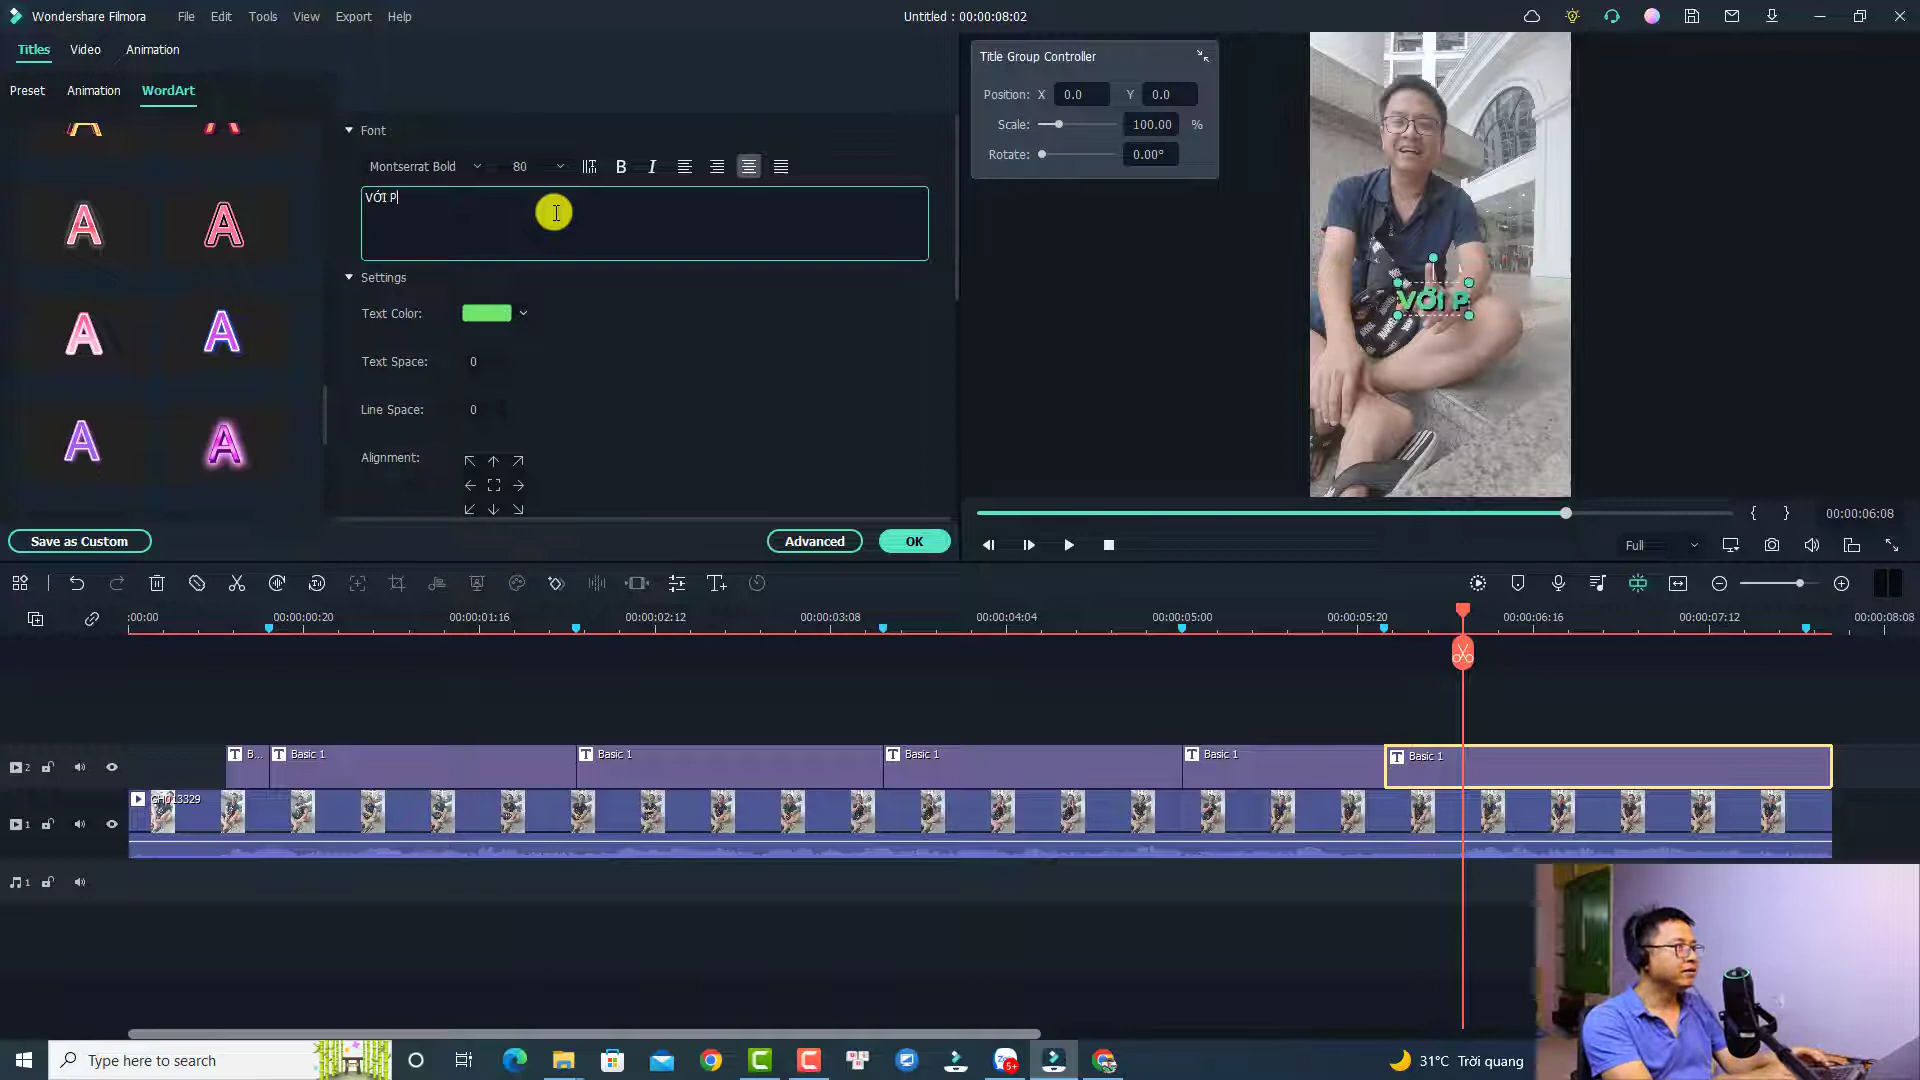 Wondershare Filmora File Edit Tools View Export Help Untitled : 00:00:08:02
Titles Video Animation
Preset Animation WordArt
A A
A A
A A
Save as Custom
Font
Montserrat Bold 80 B I
VỚI P
Settings
Text Color:
Text Space: 0
Line Space: 0
Alignment:
Advanced OK
Title Group Controller
Position: X 0.0 Y 0.0
Scale: 100.00 %
Rotate: 0.00°
VỚI P
{ } 00:00:06:08
Full
:00:00 00:00:00:20 00:00:01:16 00:00:02:12 00:00:03:08 00:00:04:04 00:00:05:00 00:00:05:20 00:00:06:16 00:00:07:12 00:00:08:08
2 T B... T Basic 1 T Basic 1 T Basic 1 T Basic 1 T Basic 1
1 GH013329
1
Type here to search
5+
31°C Trời quang